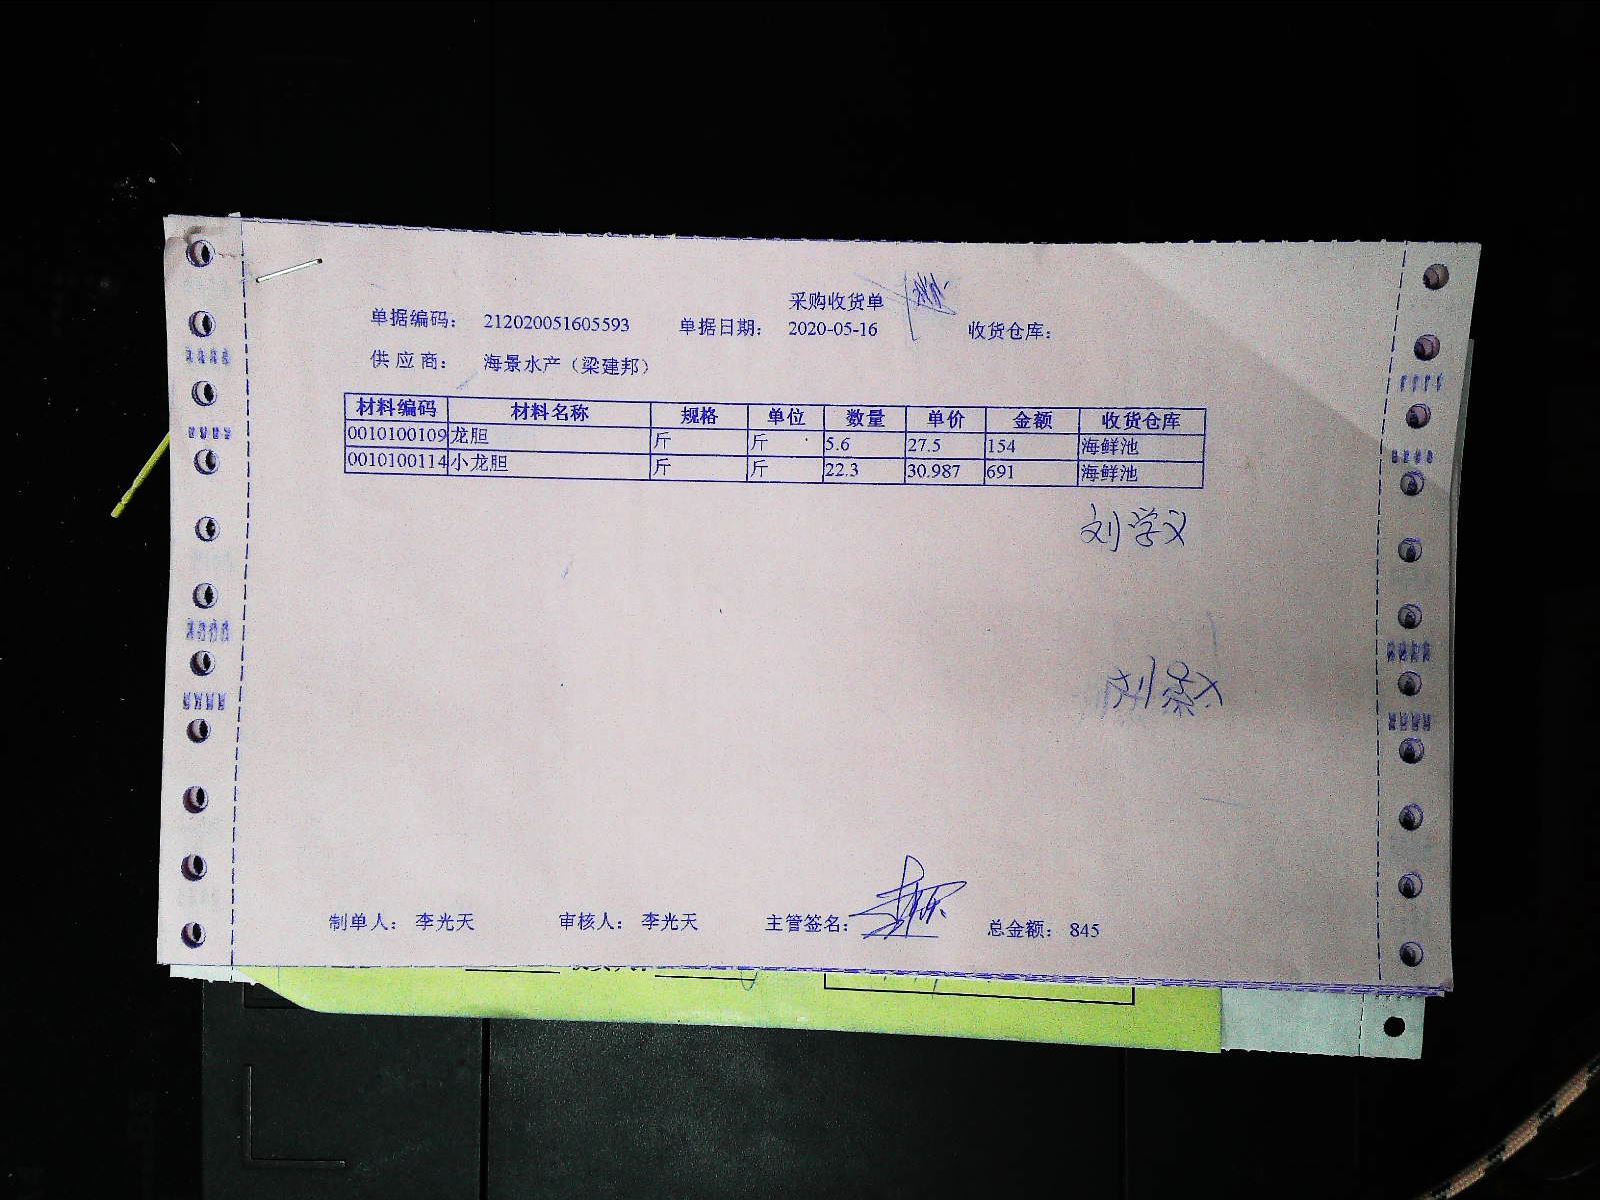 采购收货单
单据编码： 212020051605593 单据日期： 2020-05-16 收货仓库：
供应商： 海景水产（梁建邦）
材料编码 材料名称 规格 单位 数量 单价 金额 收货仓库
0010100109 龙胆 斤 斤 5.6 27.5 154 海鲜池
0010100114 小龙胆 斤 斤 22.3 30.987 691 海鲜池
刘学义
制单人： 李光天 审核人： 李光天 主管签名： 总金额： 845